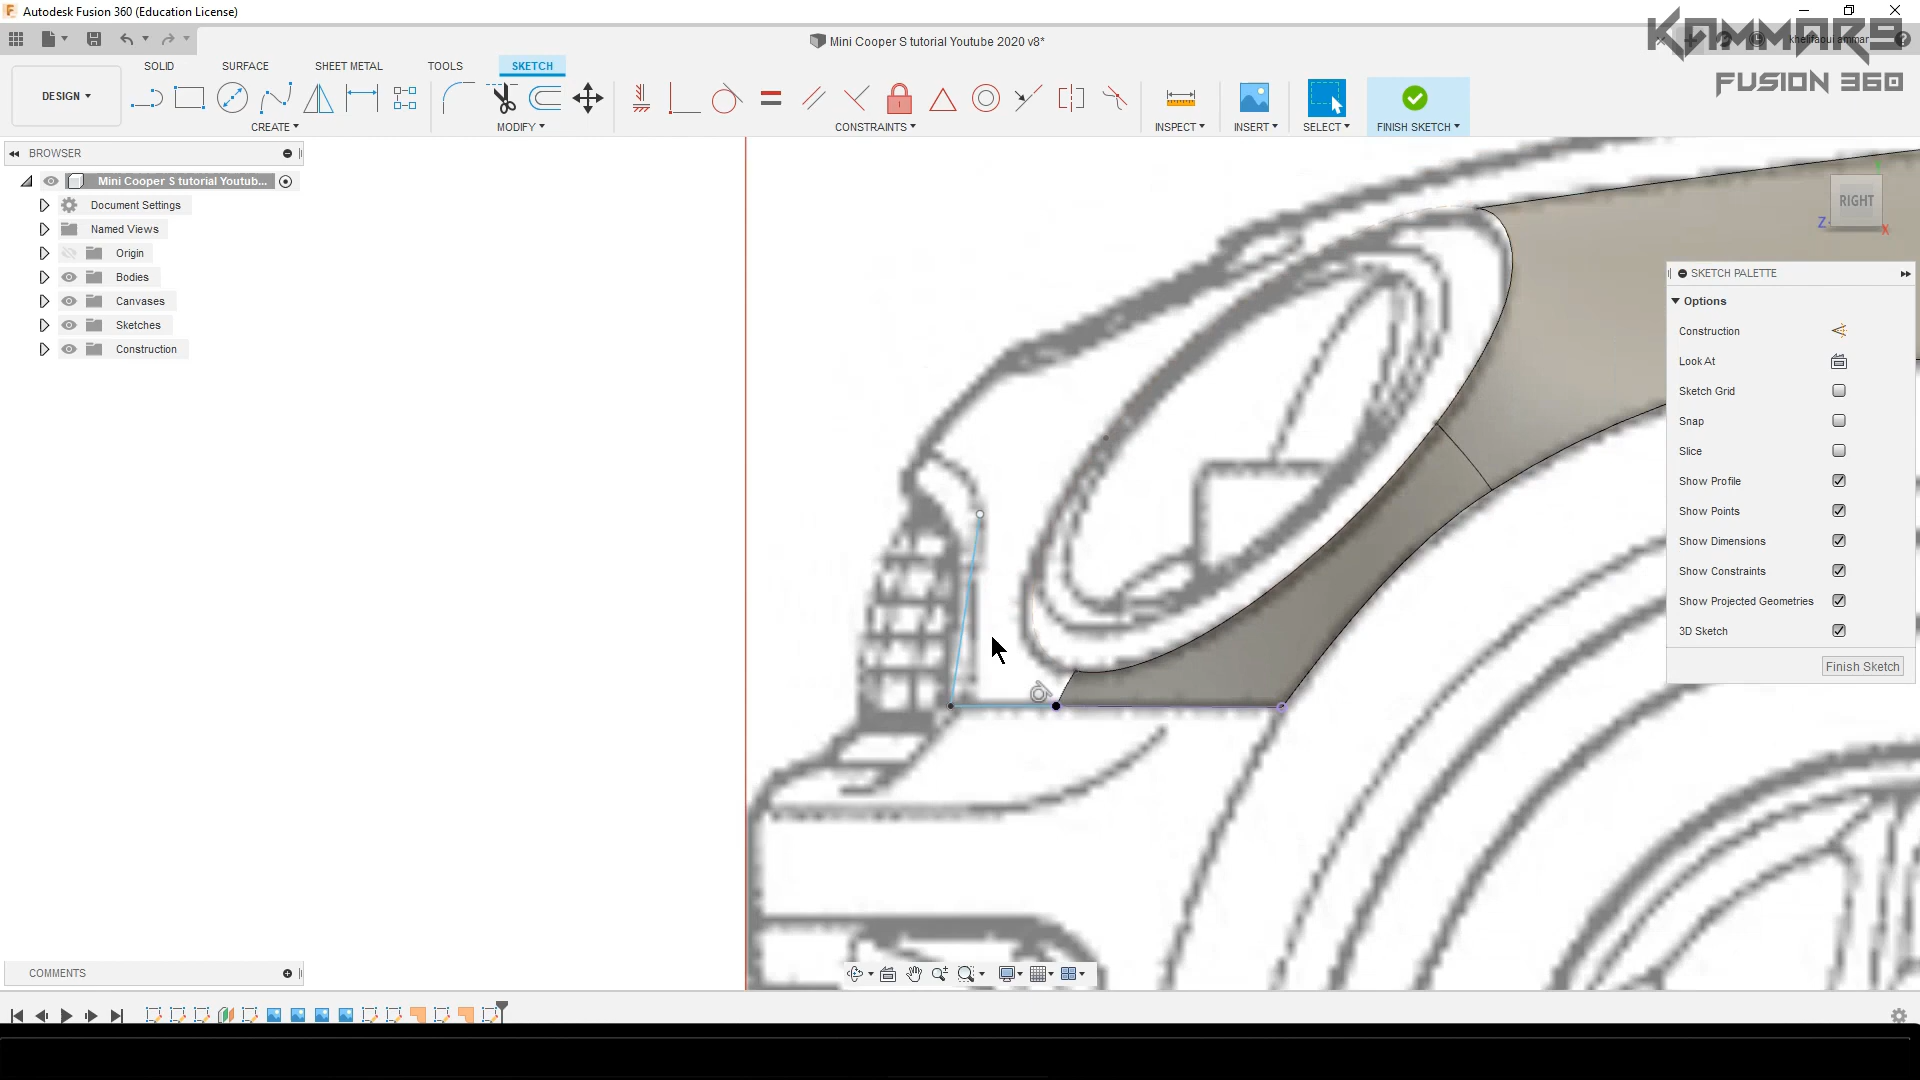 Autodesk Fusion 360 (Education License)
Mini Cooper S tutorial Youtube 2020 v8*
khelifaoui ammar
KAMMAR9
FUSION 360
SOLID
SURFACE
SHEET METAL
TOOLS
SKETCH
DESIGN
CREATE
MODIFY
CONSTRAINTS
INSPECT
INSERT
SELECT
FINISH SKETCH
BROWSER
Mini Cooper S tutorial Youtub...
Document Settings
Named Views
Origin
Bodies
Canvases
Sketches
Construction
RIGHT
Z
X
SKETCH PALETTE
Options
Construction
Look At
Sketch Grid
Snap
Slice
Show Profile
Show Points
Show Dimensions
Show Constraints
Show Projected Geometries
3D Sketch
Finish Sketch
COMMENTS